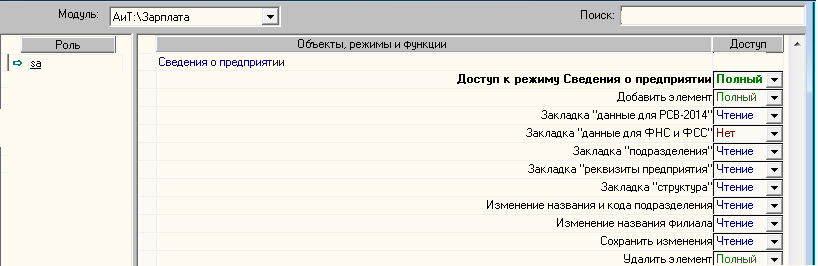 Модуль: АиТ:\Зарплата Поиск:
Роль Объекты, режимы и функции Доступ
sa Сведения о предприятии
Доступ к режиму Сведения о предприятии Полный
Добавить элемент Полный
Закладка "данные для РСВ-2014" Чтение
Закладка "данные для ФНС и ФСС" Нет
Закладка "подразделения" Чтение
Закладка "реквизиты предприятия" Чтение
Закладка "структура" Чтение
Изменение названия и кода подразделения Чтение
Изменение названия филиала Чтение
Сохранить изменения Чтение
Удалить элемент Полный